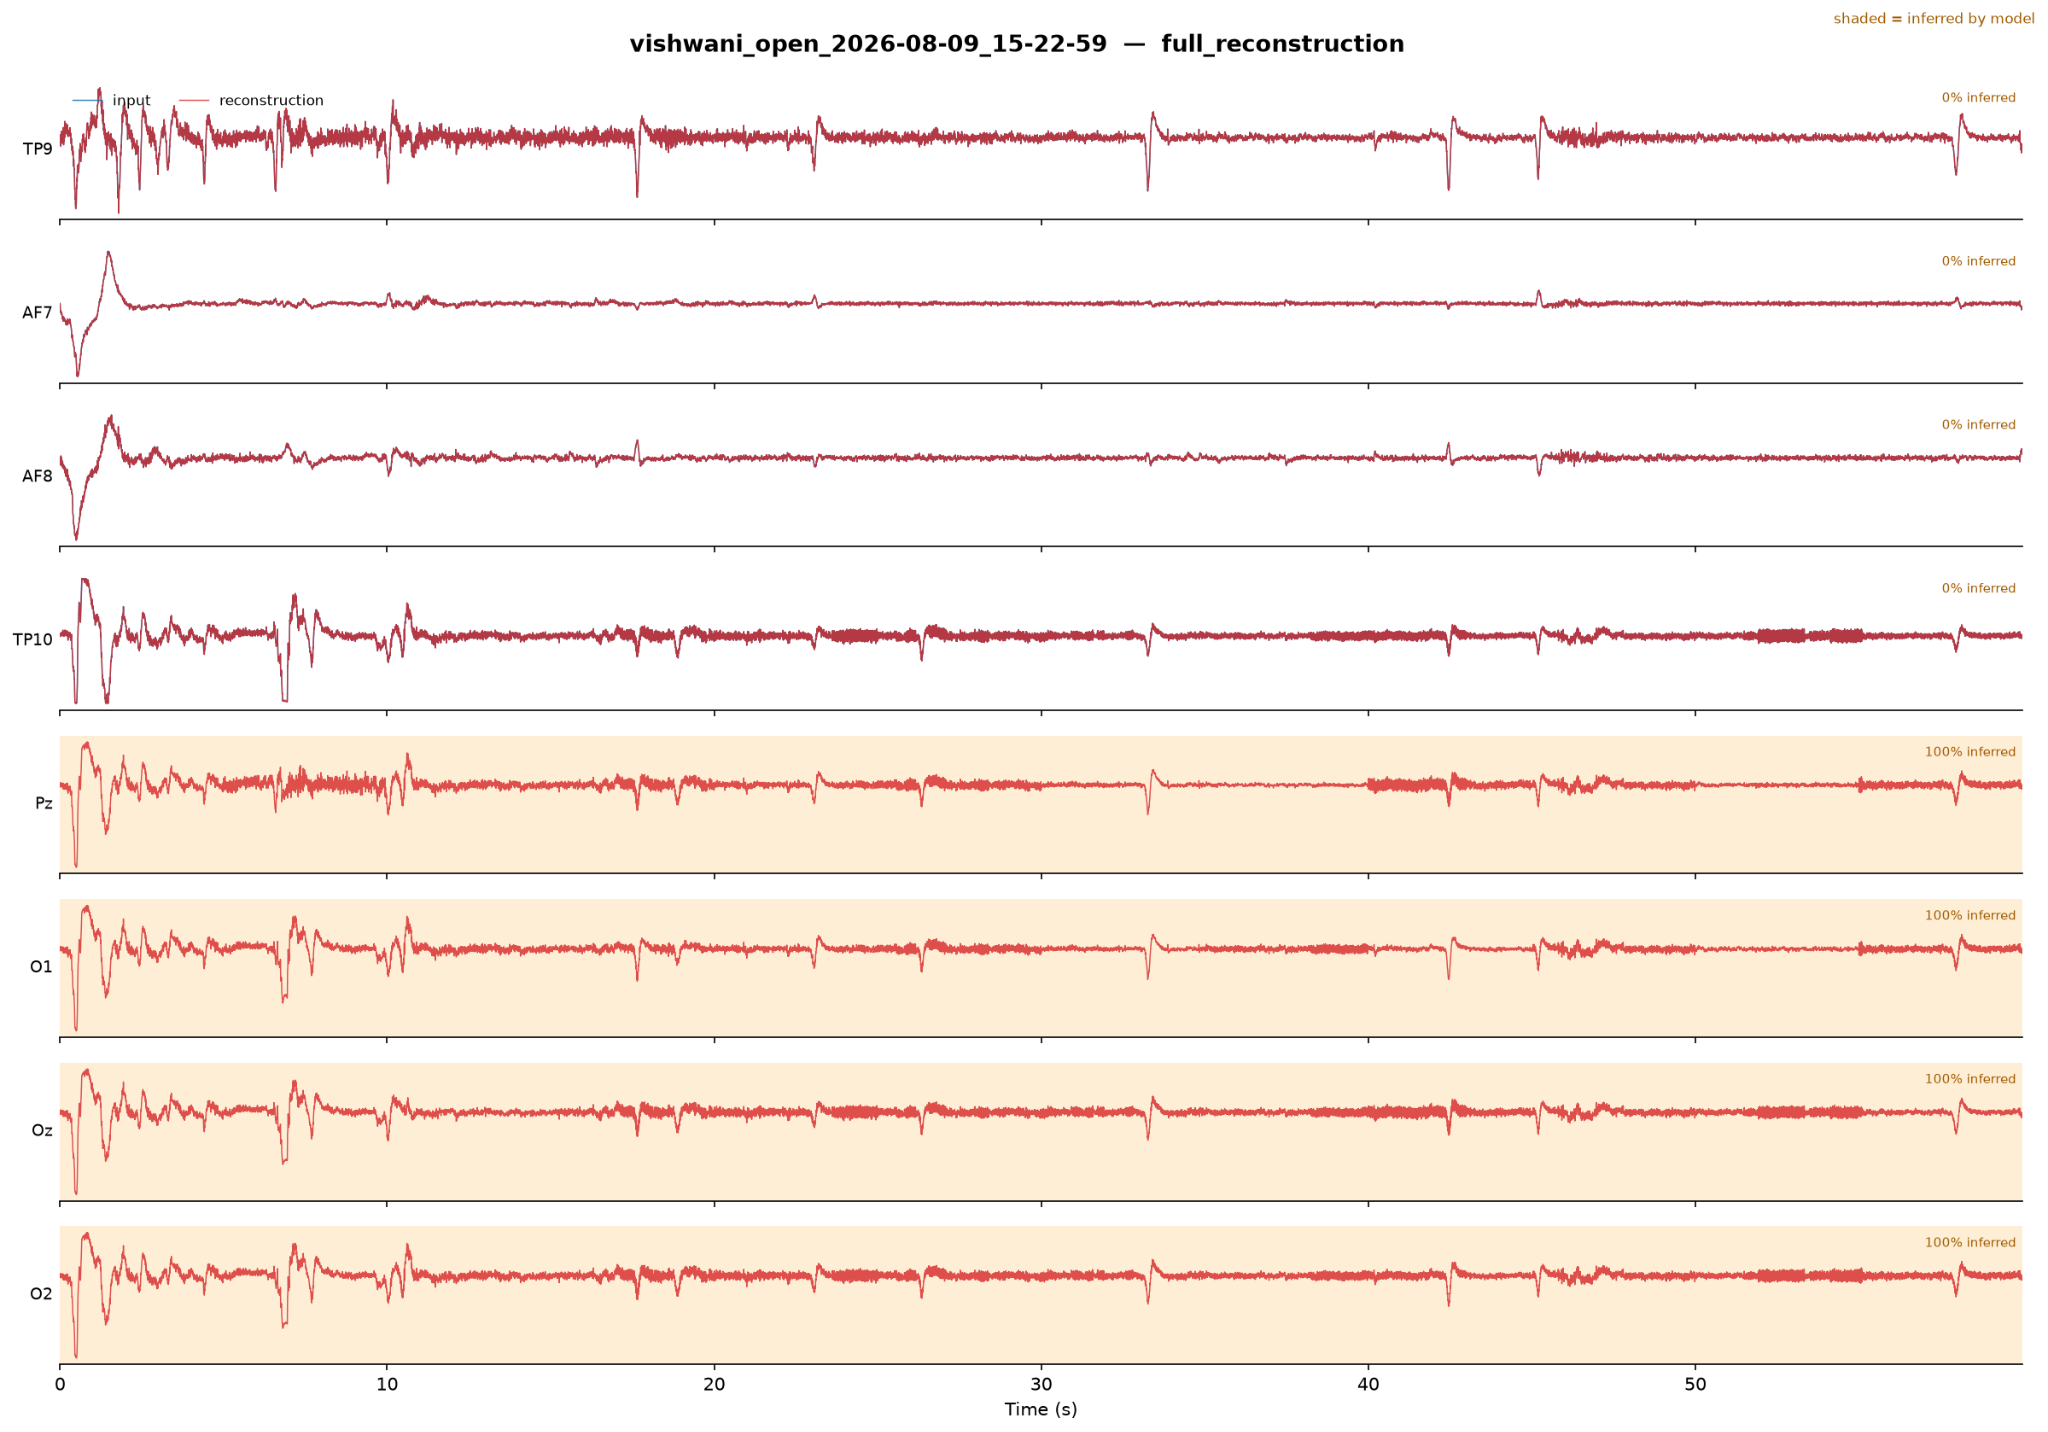 shaded = inferred by model
vishwani_open_2026-08-09_15-22-59 — full_reconstruction
input reconstruction
0% inferred
TP9
0% inferred
AF7
0% inferred
AF8
0% inferred
TP10
100% inferred
Pz
100% inferred
O1
100% inferred
Oz
100% inferred
O2
0 10 20 30 40 50
Time (s)